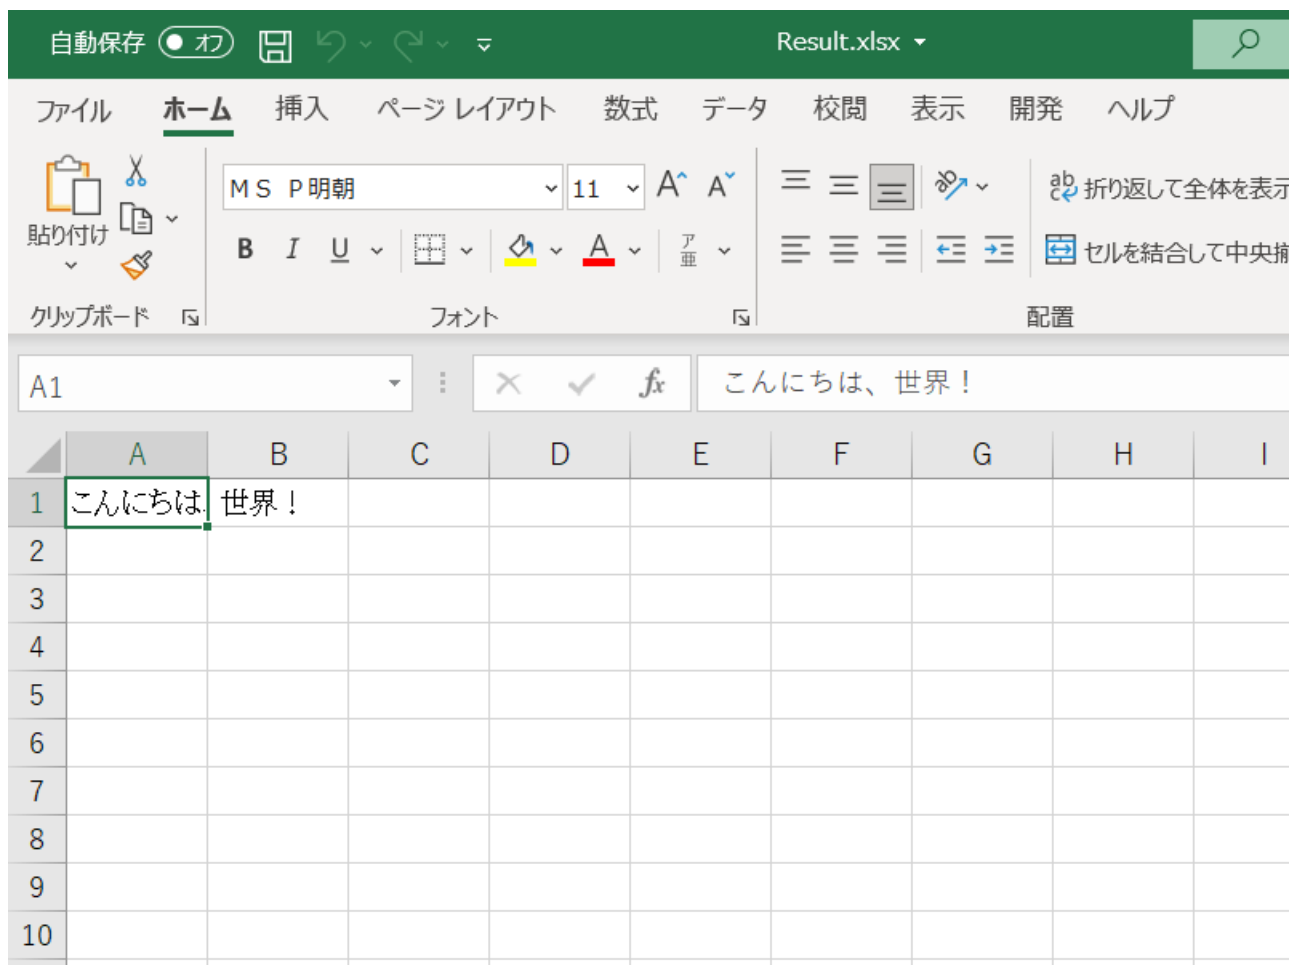 自動保存 オフ Result.xlsx
ファイル ホーム 挿入 ページ レイアウト 数式 データ 校閲 表示 開発 ヘルプ
貼り付け
ＭＳ Ｐ明朝 11 A A ab 折り返して全体を表示
B I U A ア亜 セルを結合して中央揃
クリップボード フォント 配置
A1 fx こんにちは、世界！
A B C D E F G H I
1 こんにちは、世界！
2
3
4
5
6
7
8
9
10